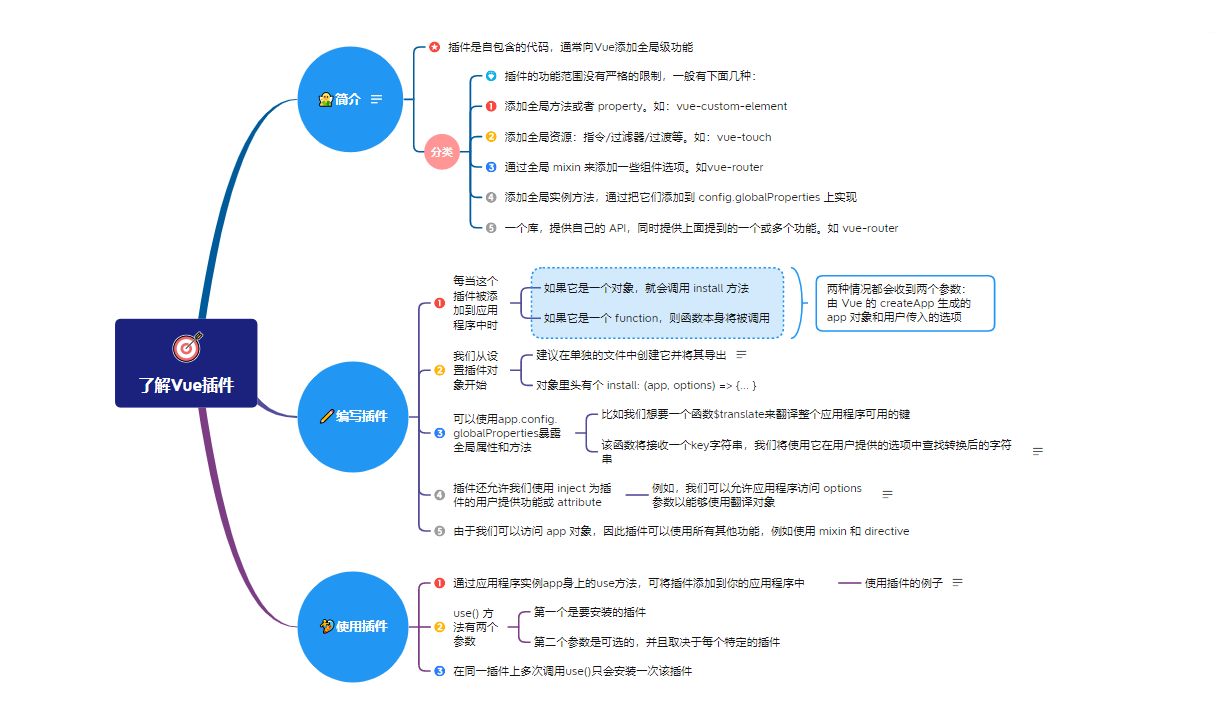 了解Vue插件
简介
插件是自包含的代码，通常向Vue添加全局级功能
分类
插件的功能范围没有严格的限制，一般有下面几种：
1 添加全局方法或者 property。如：vue-custom-element
2 添加全局资源：指令/过滤器/过渡等。如：vue-touch
3 通过全局 mixin 来添加一些组件选项。如vue-router
4 添加全局实例方法，通过把它们添加到 config.globalProperties 上实现
5 一个库，提供自己的 API，同时提供上面提到的一个或多个功能。如 vue-router
编写插件
1 每当这个
插件被添
加到应用
程序中时
如果它是一个对象，就会调用 install 方法
如果它是一个 function，则函数本身将被调用
两种情况都会收到两个参数：
由 Vue 的 createApp 生成的
app 对象和用户传入的选项
2 我们从设
置插件对
象开始
建议在单独的文件中创建它并将其导出
对象里头有个 install: (app, options) => {... }
3 可以使用app.config.
globalProperties暴露
全局属性和方法
比如我们想要一个函数$translate来翻译整个应用程序可用的键
该函数将接收一个key字符串，我们将使用它在用户提供的选项中查找转换后的字符
串
4 插件还允许我们使用 inject 为插
件的用户提供功能或 attribute
例如，我们可以允许应用程序访问 options
参数以能够使用翻译对象
5 由于我们可以访问 app 对象，因此插件可以使用所有其他功能，例如使用 mixin 和 directive
使用插件
1 通过应用程序实例app身上的use方法，可将插件添加到你的应用程序中
使用插件的例子
2 use() 方
法有两个
参数
第一个是要安装的插件
第二个参数是可选的，并且取决于每个特定的插件
3 在同一插件上多次调用use()只会安装一次该插件